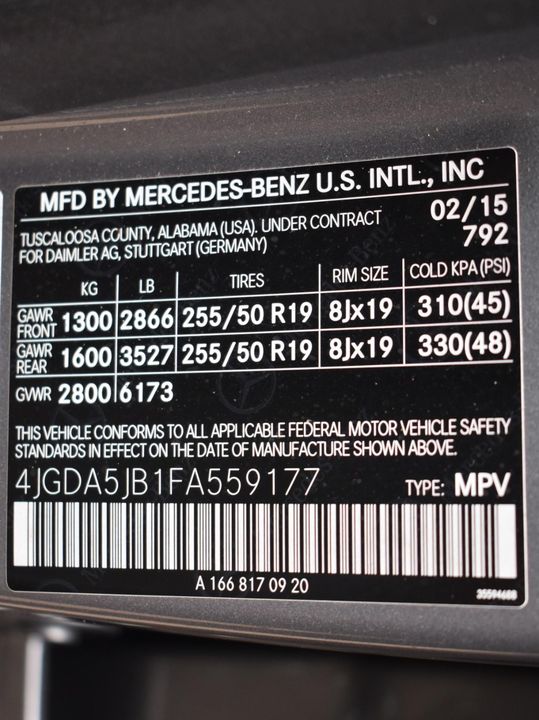 MFD BY MERCEDES-BENZ U.S. INTL., INC
TUSCALOOSA COUNTY, ALABAMA (USA). UNDER CONTRACT 02/15
FOR DAIMLER AG, STUTTGART (GERMANY) 792
KG LB TIRES RIM SIZE COLD KPA (PSI)
GAWR FRONT 1300 2866 255/50 R19 8Jx19 310(45)
GAWR REAR 1600 3527 255/50 R19 8Jx19 330(48)
GVWR 2800 6173
THIS VEHICLE CONFORMS TO ALL APPLICABLE FEDERAL MOTOR VEHICLE SAFETY
STANDARDS IN EFFECT ON THE DATE OF MANUFACTURE SHOWN ABOVE.
4JGDA5JB1FA559177 TYPE: MPV
A 166 817 09 20
35594688